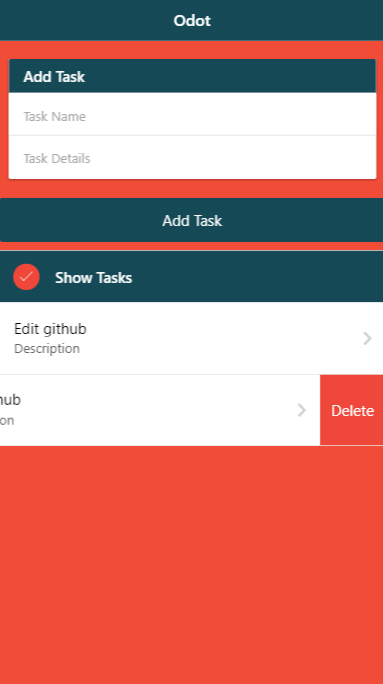 Odot
Add Task
Task Name
Task Details
Add Task
Show Tasks
Edit github
Description
hub
on
Delete